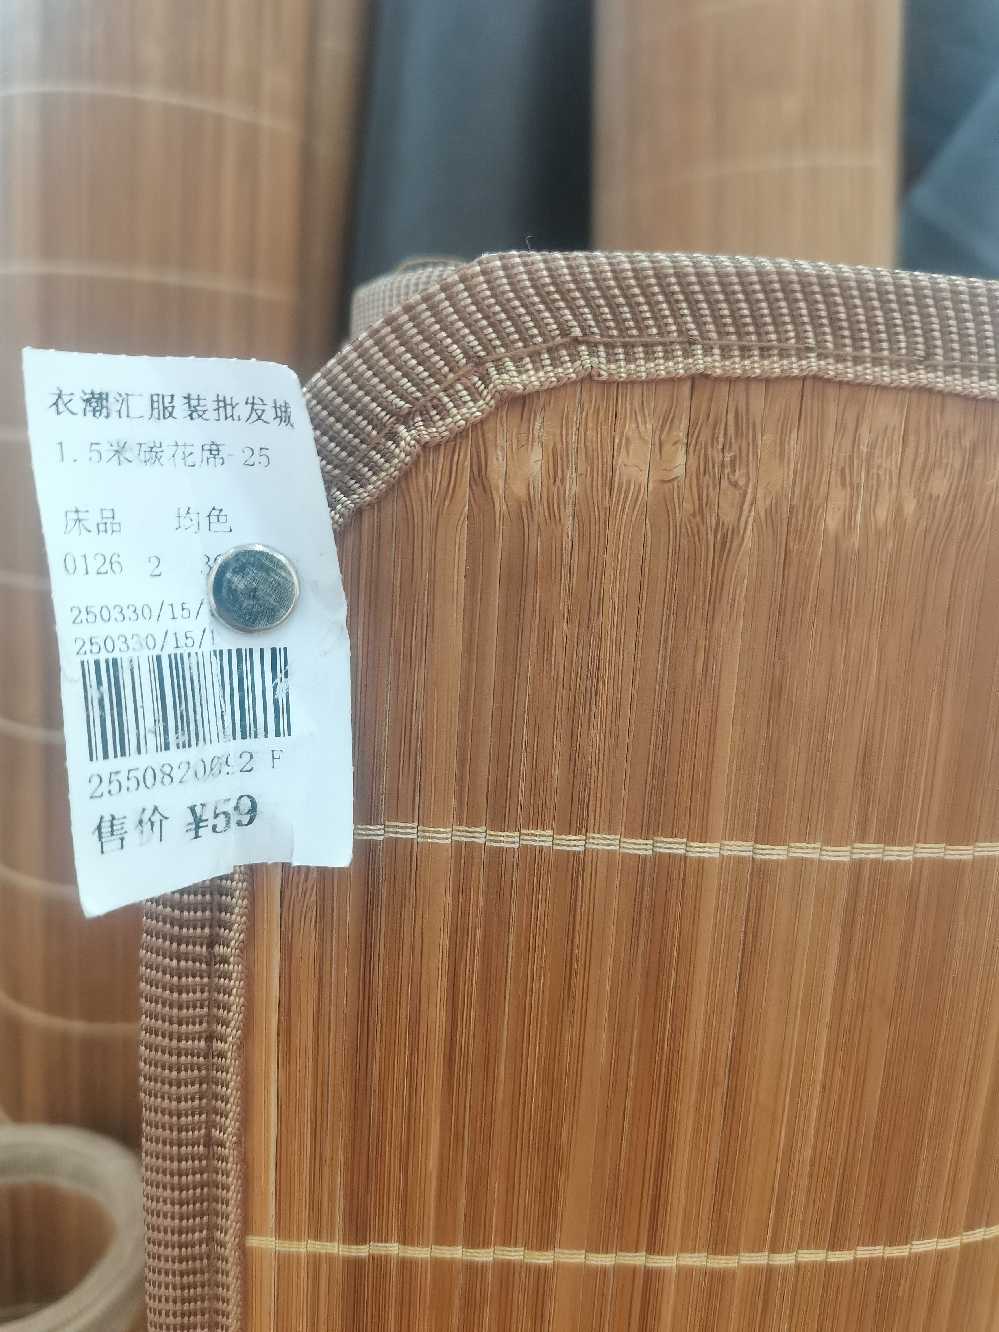 衣潮汇服装批发城
1.5米碳花席-25
床品 均色
0126 2
250330/15/
250330/15/
2550820692 F
售价 ¥59